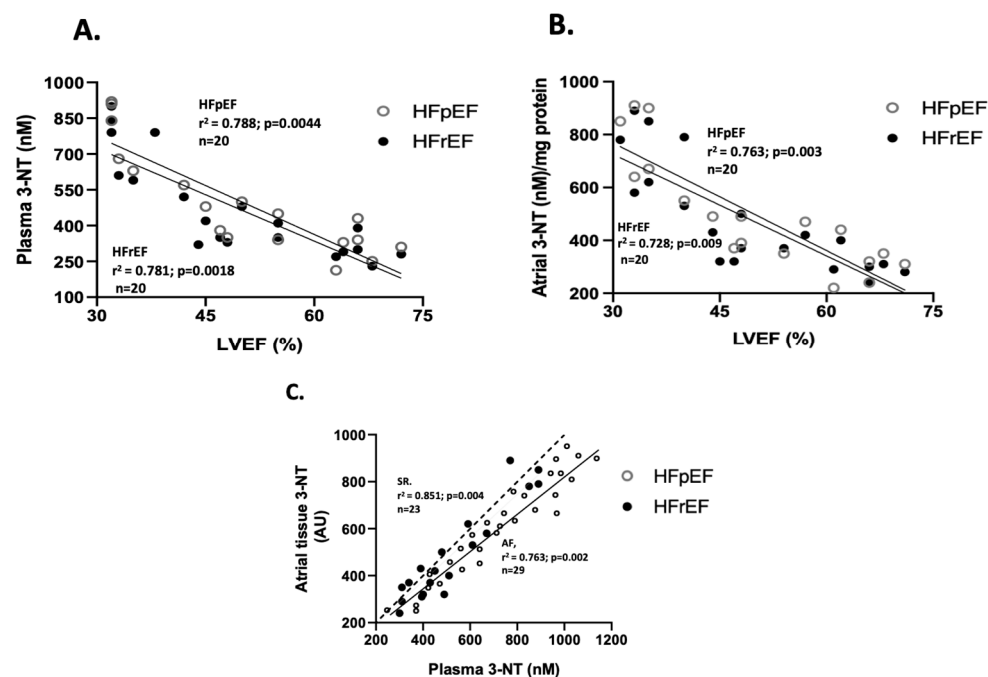 A.
Plasma 3-NT (nM)
1000
850
700
550
400
250
100
30
45
60
75
LVEF (%)
HFpEF
r² = 0.788; p=0.0044
n=20
HFrEF
r² = 0.781; p=0.0018
n=20
HFpEF
HFrEF
B.
Atrial 3-NT (nM)/mg protein
1000
800
600
400
200
30
45
60
75
LVEF (%)
HFpEF
r² = 0.763; p=0.003
n=20
HFrEF
r² = 0.728; p=0.009
n=20
HFpEF
HFrEF
C.
Atrial tissue 3-NT
(AU)
1000
800
600
400
200
200
400
600
800
1000
1200
Plasma 3-NT (nM)
SR.
r² = 0.851; p=0.004
n=23
AF,
r² = 0.763; p=0.002
n=29
HFpEF
HFrEF